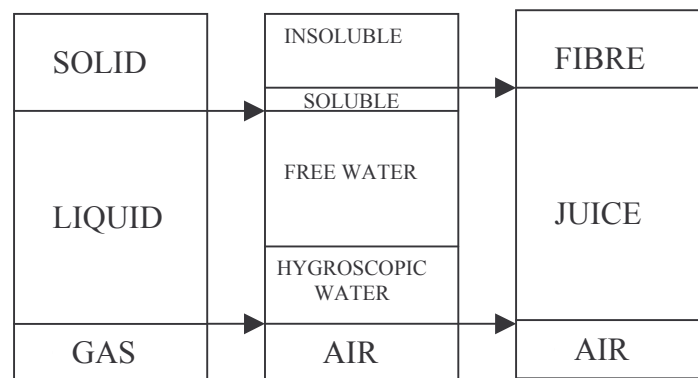 SOLID
LIQUID
GAS
INSOLUBLE
SOLUBLE
FREE WATER
HYGROSCOPIC
WATER
AIR
FIBRE
JUICE
AIR